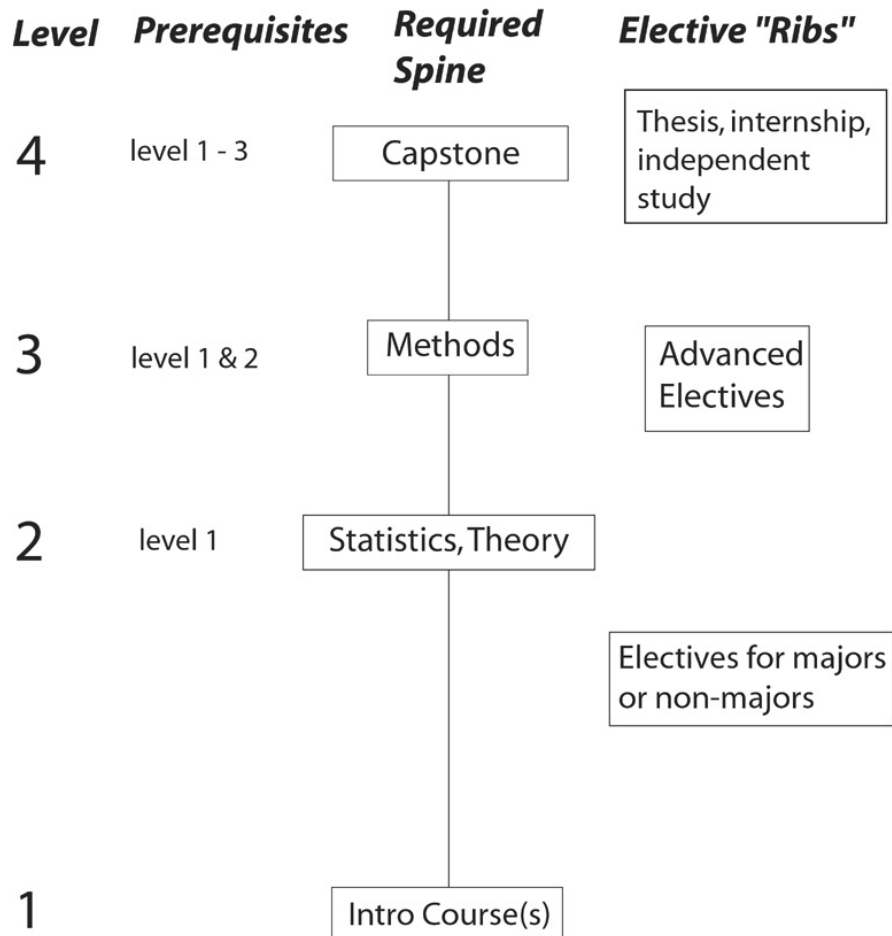 Level Prerequisites Required Spine Elective "Ribs"
4 level 1 - 3 Capstone Thesis, internship,
independent
study
3 level 1 & 2 Methods Advanced
Electives
2 level 1 Statistics, Theory
Electives for majors
or non-majors
1 Intro Course(s)